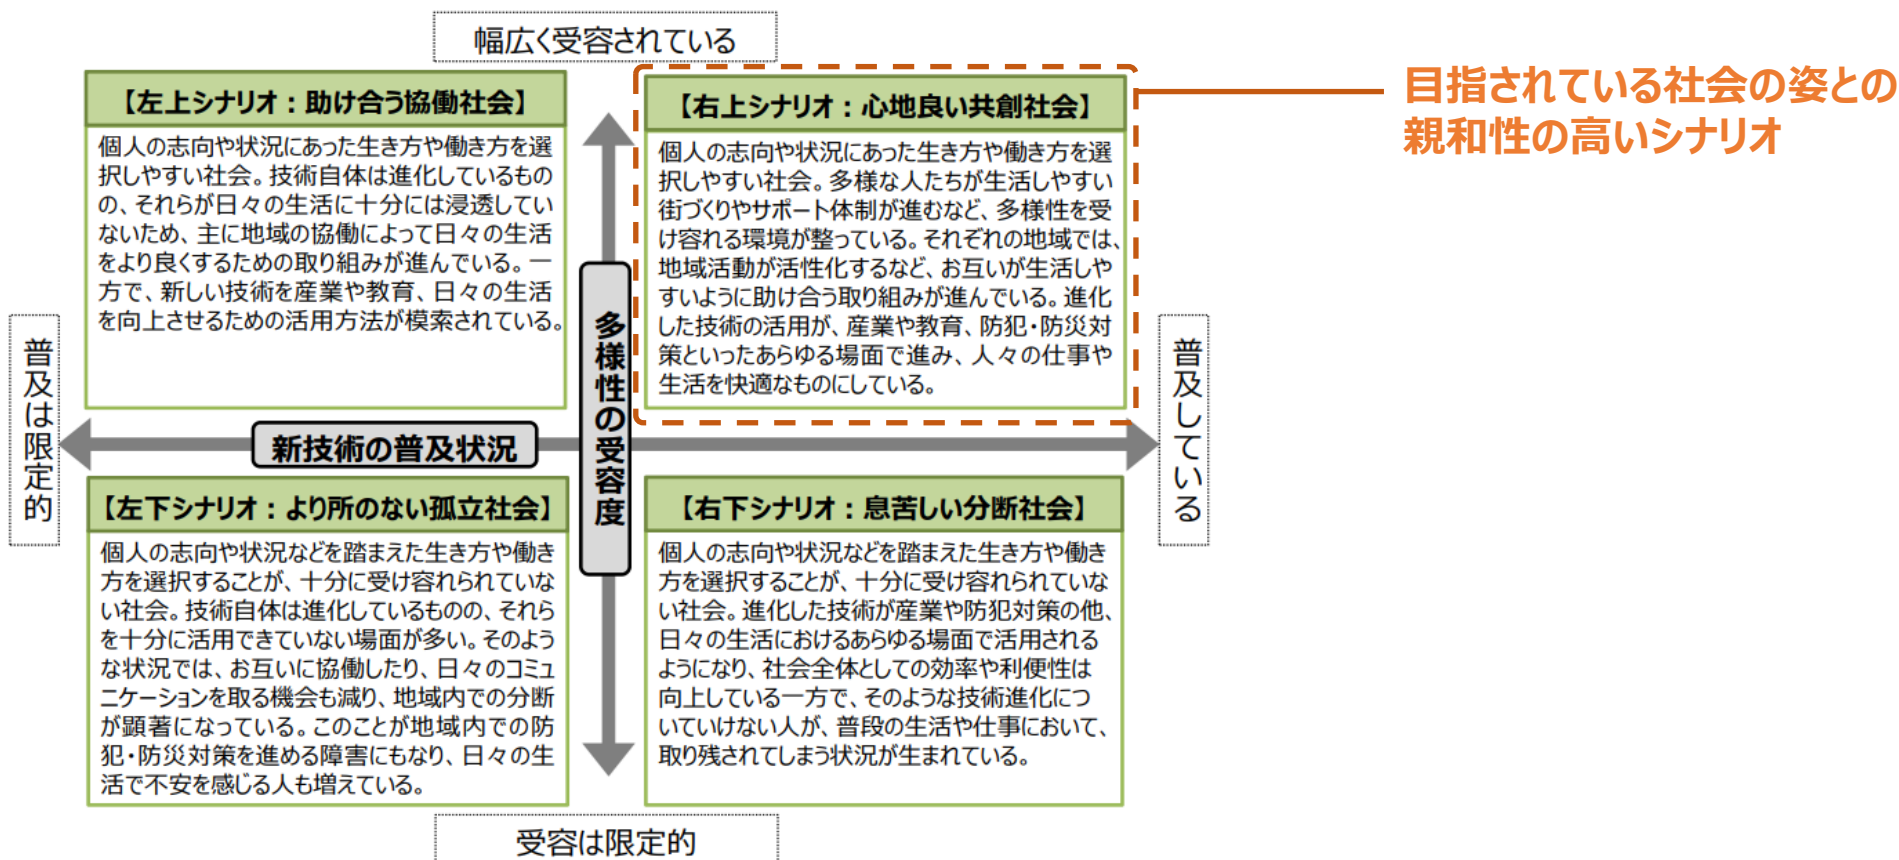 幅広く受容されている
【左上シナリオ：助け合う協働社会】
個人の志向や状況にあった生き方や働き方を選
択しやすい社会。技術自体は進化しているもの
の、それらが日々の生活に十分には浸透してい
ないため、主に地域の協働によって日々の生活
をより良くするための取り組みが進んでいる。一
方で、新しい技術を産業や教育、日々の生活
を向上させるための活用方法が模索されている。
【右上シナリオ：心地良い共創社会】
個人の志向や状況にあった生き方や働き方を選
択しやすい社会。多様な人たちが生活しやすい
街づくりやサポート体制が進むなど、多様性を受
け容れる環境が整っている。それぞれの地域では、
地域活動が活性化するなど、お互いが生活しや
すいように助け合う取り組みが進んでいる。進化
した技術の活用が、産業や教育、防犯・防災対
策といったあらゆる場面で進み、人々の仕事や
生活を快適なものにしている。
目指されている社会の姿との
親和性の高いシナリオ
普及は限定的
新技術の普及状況
多様性の受容度
普及している
【左下シナリオ：より所のない孤立社会】
個人の志向や状況などを踏まえた生き方や働き
方を選択することが、十分に受け容れられていな
い社会。技術自体は進化しているものの、それら
を十分に活用できていない場面が多い。そのよう
な状況では、お互いに協働したり、日々のコミュ
ニケーションを取る機会も減り、地域内での分断
が顕著になっている。このことが地域内での防
犯・防災対策を進める障害にもなり、日々の生
活で不安を感じる人も増えている。
【右下シナリオ：息苦しい分断社会】
個人の志向や状況などを踏まえた生き方や働き
方を選択することが、十分に受け容れられていな
い社会。進化した技術が産業や防犯対策の他、
日々の生活におけるあらゆる場面で活用される
ようになり、社会全体としての効率や利便性は
向上している一方で、そのような技術進化につ
いていけない人が、普段の生活や仕事において、
取り残されてしまう状況が生まれている。
受容は限定的